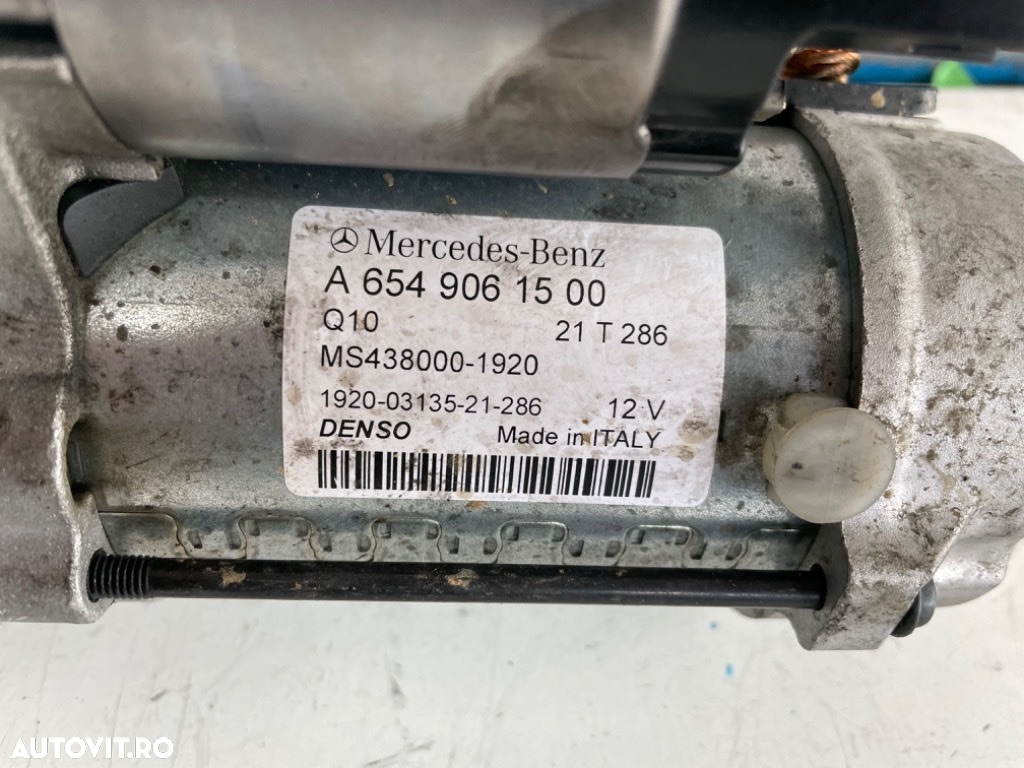 Mercedes-Benz
A 654 906 15 00
Q10 21 T 286
MS438000-1920
1920-03135-21-286 12 V
DENSO Made in ITALY
AUTOVIT.RO